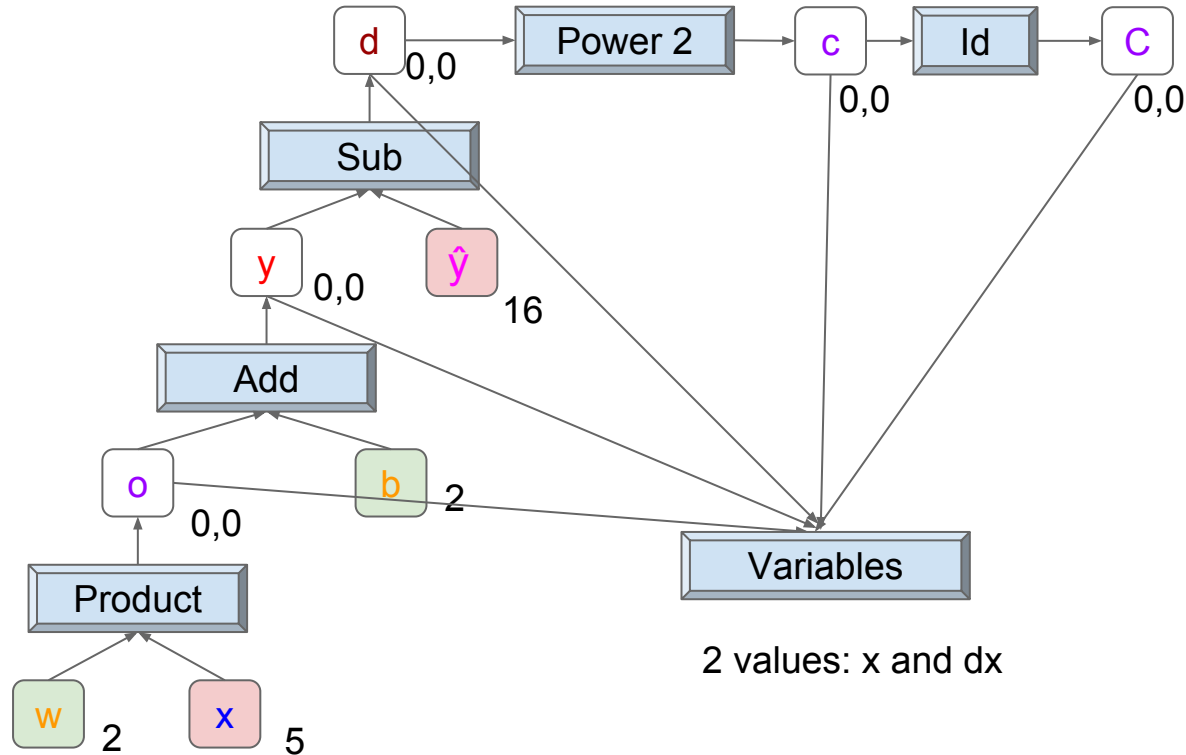 d
0,0
Power 2
c
0,0
Id
C
0,0
Sub
y
0,0
ŷ
16
Add
o
0,0
b
2
Variables
Product
2 values: x and dx
w
2
x
5